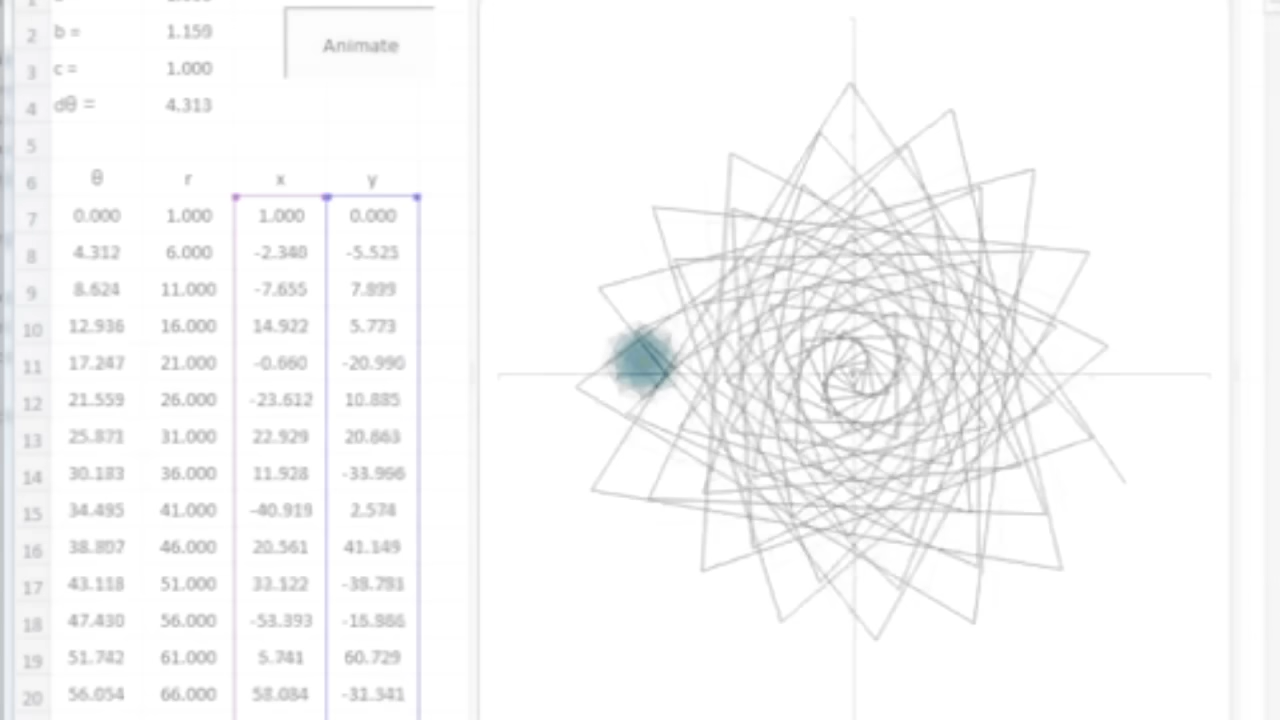 2 b = 1.159
Animate
3 c = 1.000
4 dθ = 4.313
5
6 θ r x y
7 0.000 1.000 1.000 0.000
8 4.312 6.000 -2.348 -5.525
9 8.624 11.000 -7.655 7.899
10 12.936 16.000 14.922 5.773
11 17.247 21.000 -0.660 -20.990
12 21.559 26.000 -23.612 10.885
13 25.871 31.000 22.929 20.863
14 30.183 36.000 11.928 -33.966
15 34.495 41.000 -40.919 2.574
16 38.807 46.000 20.561 41.149
17 43.118 51.000 33.122 -38.781
18 47.430 56.000 -53.393
19 51.742 61.000 5.741 60.729
20 56.054 66.000 58.084 -31.341